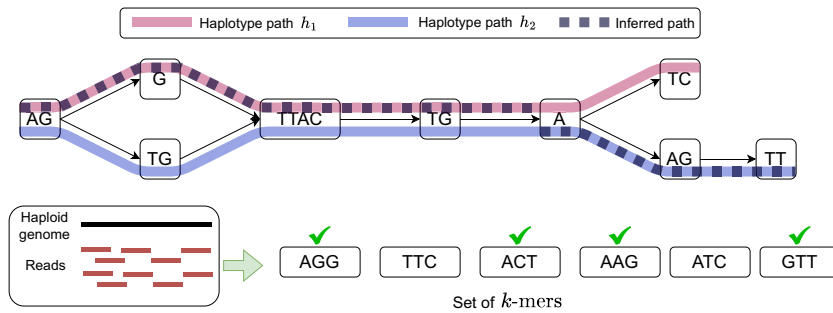 Haplotype path h₁ Haplotype path h₂ Inferred path
G TC
AG TTAC TG A
TG AG TT
Haploid genome
Reads
AGG TTC ACT AAG ATC GTT
Set of k-mers